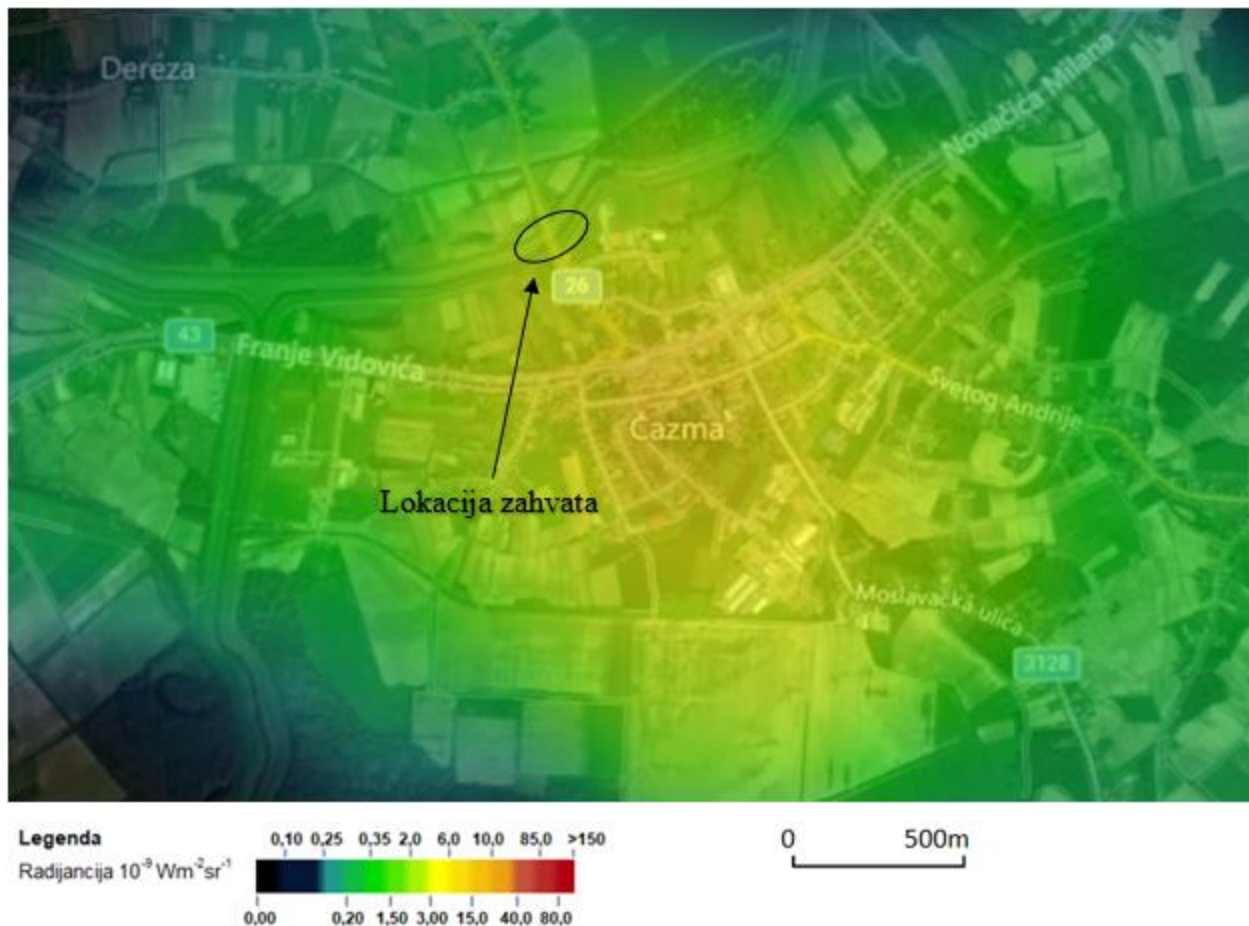 Dereza
Novačića Milana
26
43
Franje Vidovića
Svetog Andrije
Čazma
Lokacija zahvata
Moslavačka ulica
3128
Legenda
0,10 0,25 0,35 2,0 6,0 10,0 85,0 >150
Radijancija 10⁻⁹ Wm⁻²sr⁻¹
0,00 0,20 1,50 3,00 15,0 40,0 80,0
0 500m